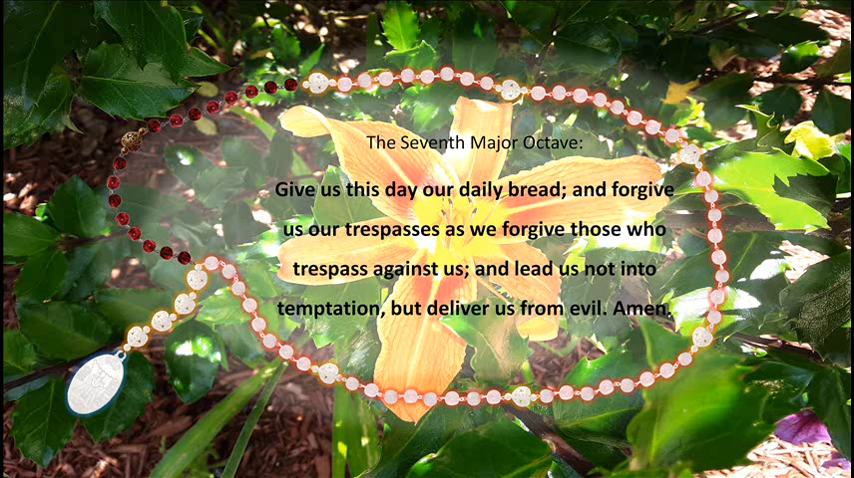 The Seventh Major Octave:
Give us this day our daily bread; and forgive
us our trespasses as we forgive those who
trespass against us; and lead us not into
temptation, but deliver us from evil. Amen.